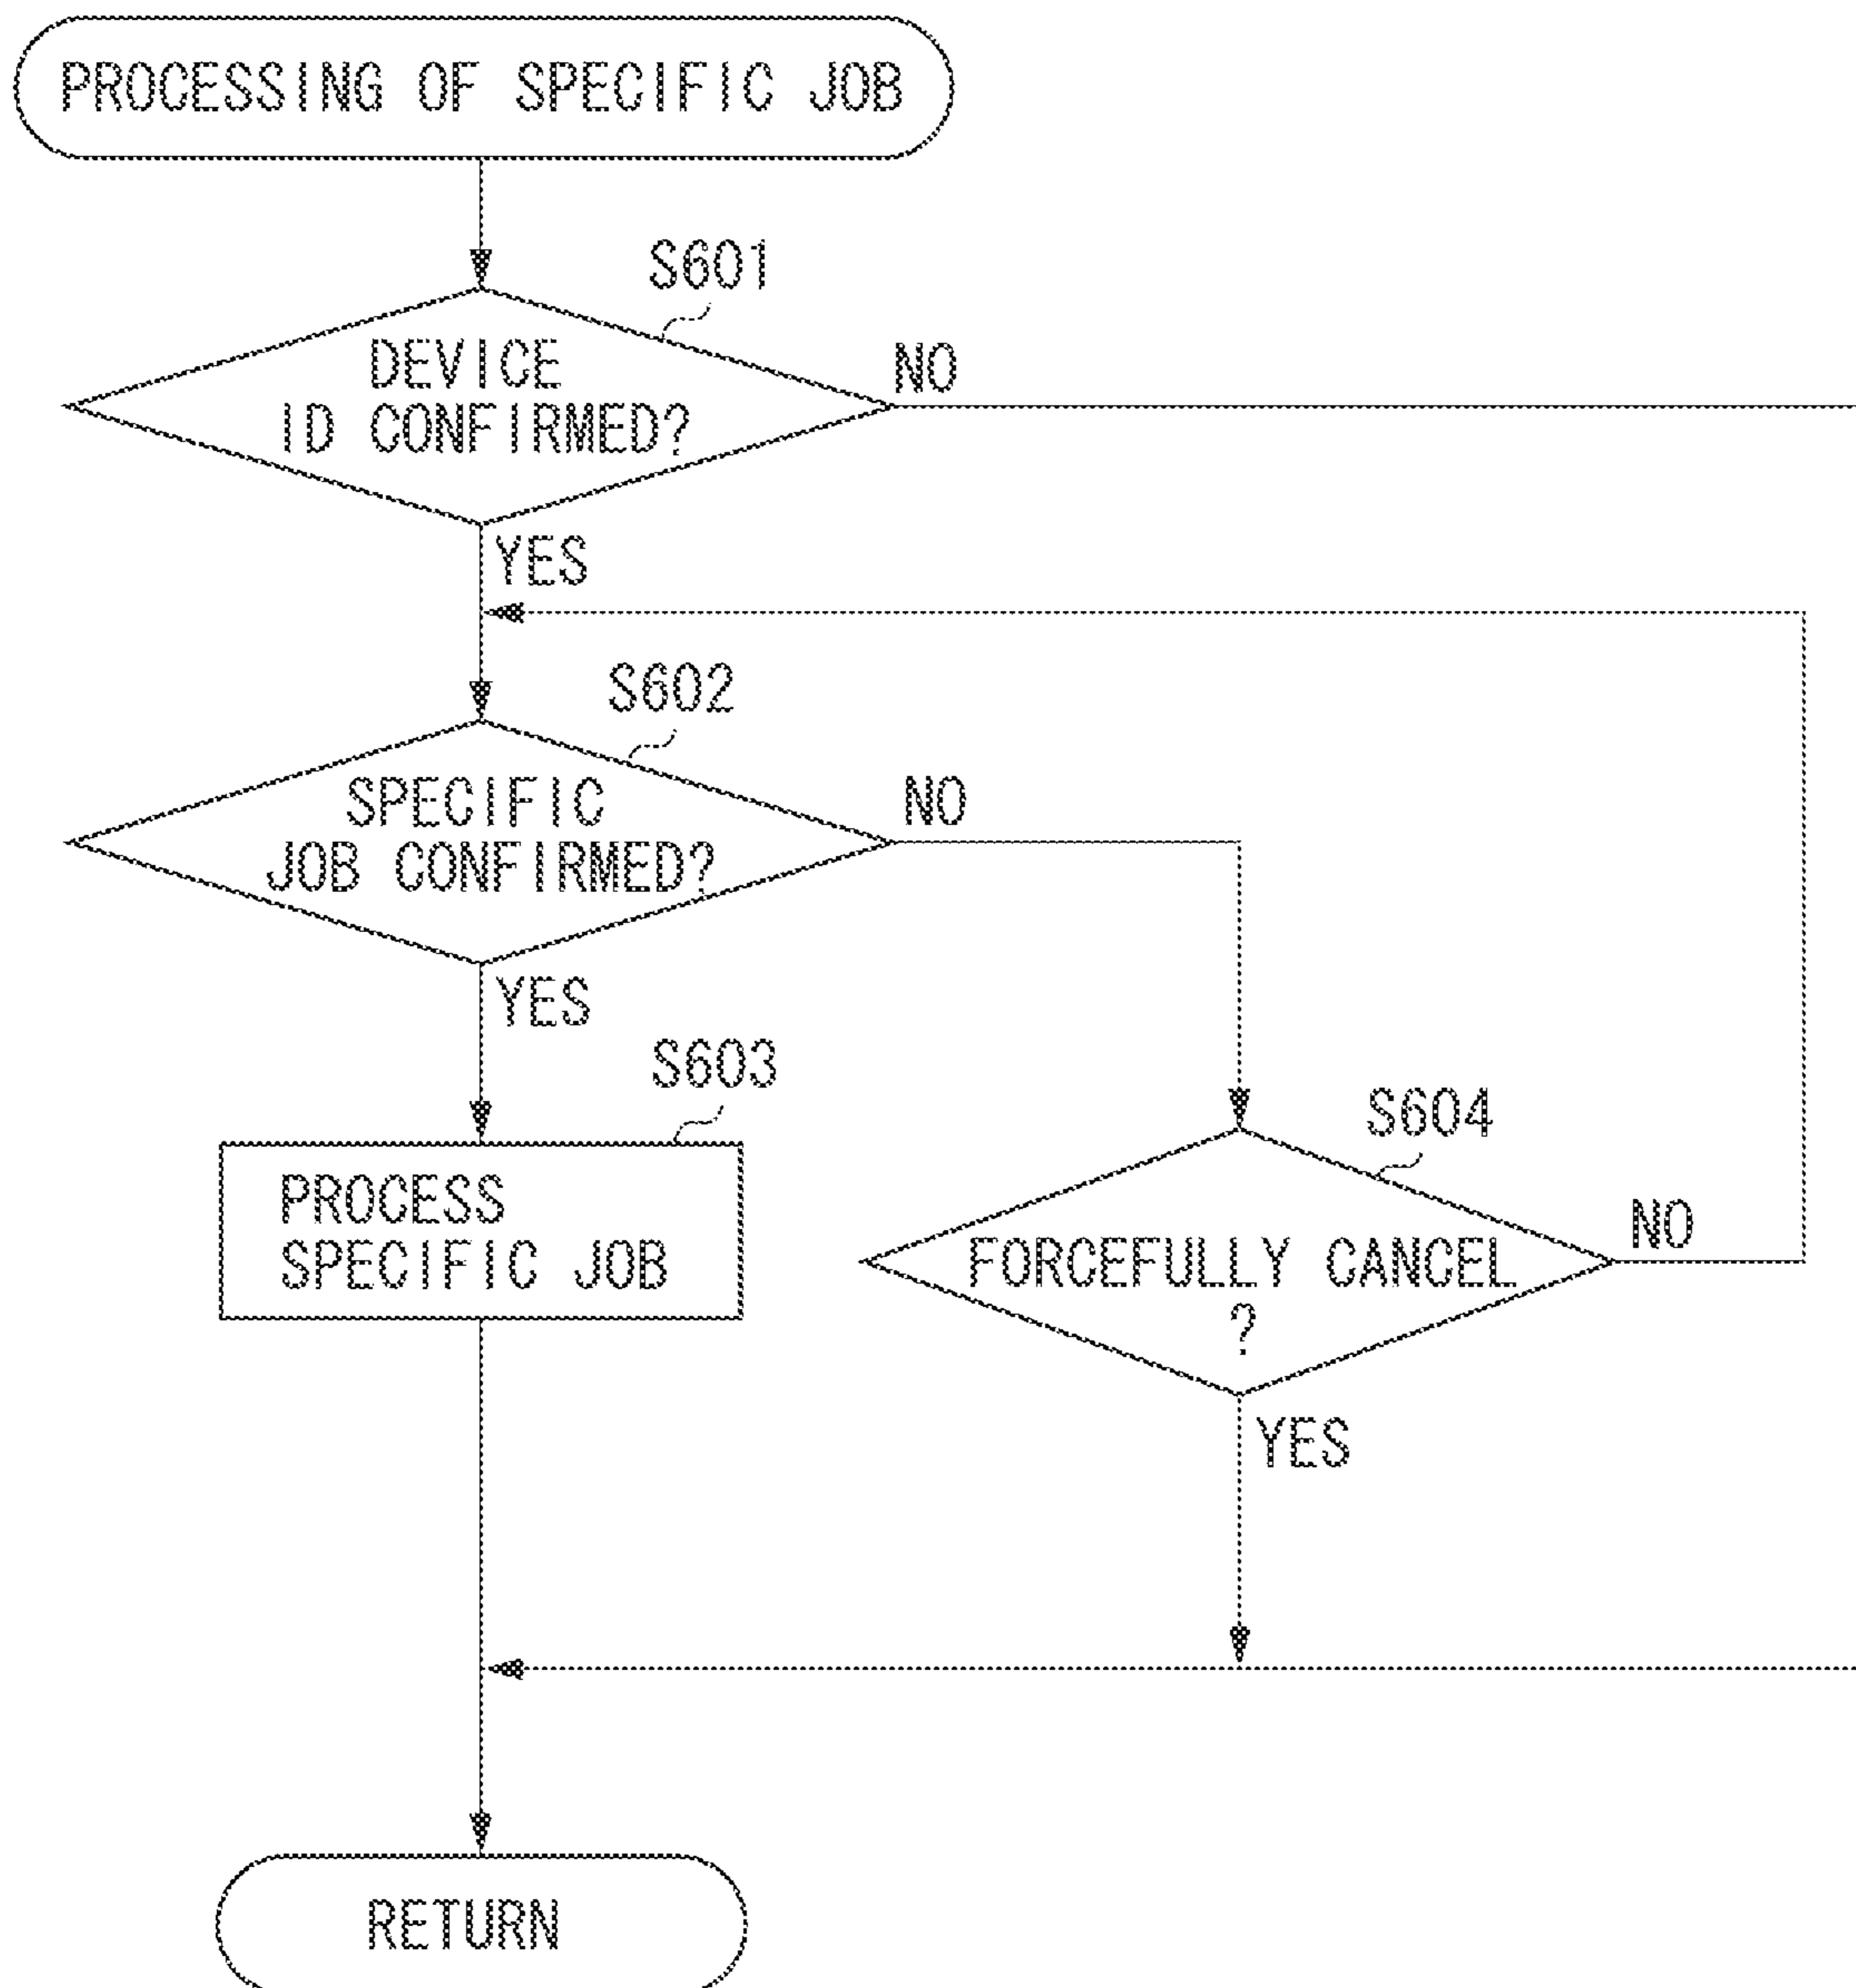 PROCESSING OF SPECIFIC JOB
S601
DEVICE
ID CONFIRMED?
NO
YES
S602
SPECIFIC
JOB CONFIRMED?
NO
YES
S603
PROCESS
SPECIFIC JOB
S604
FORCEFULLY CANCEL
?
NO
YES
RETURN